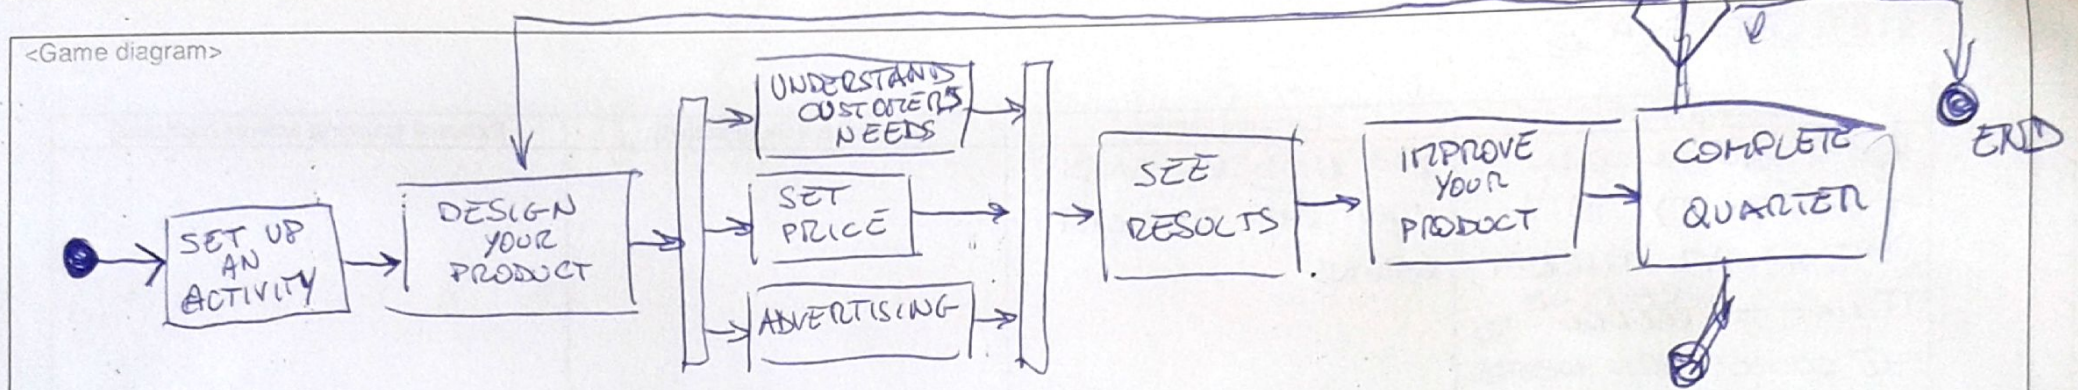 <Game diagram>
SET UP
AN
ACTIVITY
DESIGN
YOUR
PRODUCT
UNDERSTAND
CUSTOMERS
NEEDS
SET
PRICE
ADVERTISING
SEE
RESULTS
IMPROVE
YOUR
PRODUCT
COMPLETE
QUARTER
END